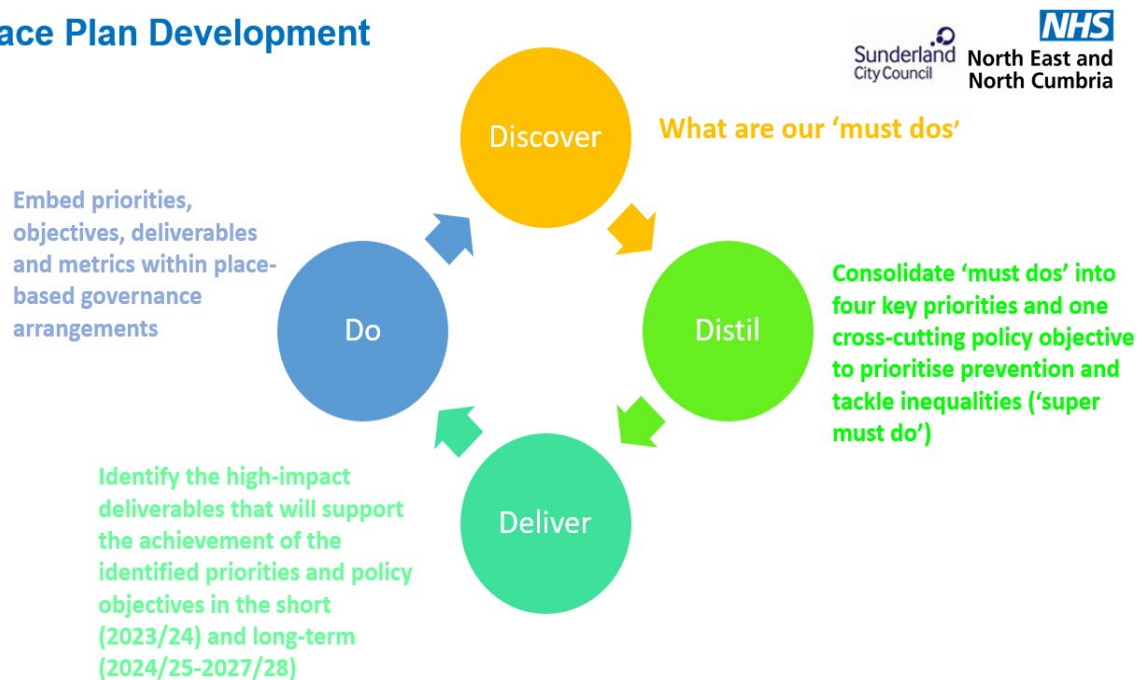 ace Plan Development
Sunderland
City Council
NHS
North East and
North Cumbria
Discover
What are our ‘must dos’
Embed priorities,
objectives, deliverables
and metrics within place-
based governance
arrangements
Do
Distil
Consolidate ‘must dos’ into
four key priorities and one
cross-cutting policy objective
to prioritise prevention and
tackle inequalities (‘super
must do’)
Identify the high-impact
deliverables that will support
the achievement of the
identified priorities and policy
objectives in the short
(2023/24) and long-term
(2024/25-2027/28)
Deliver